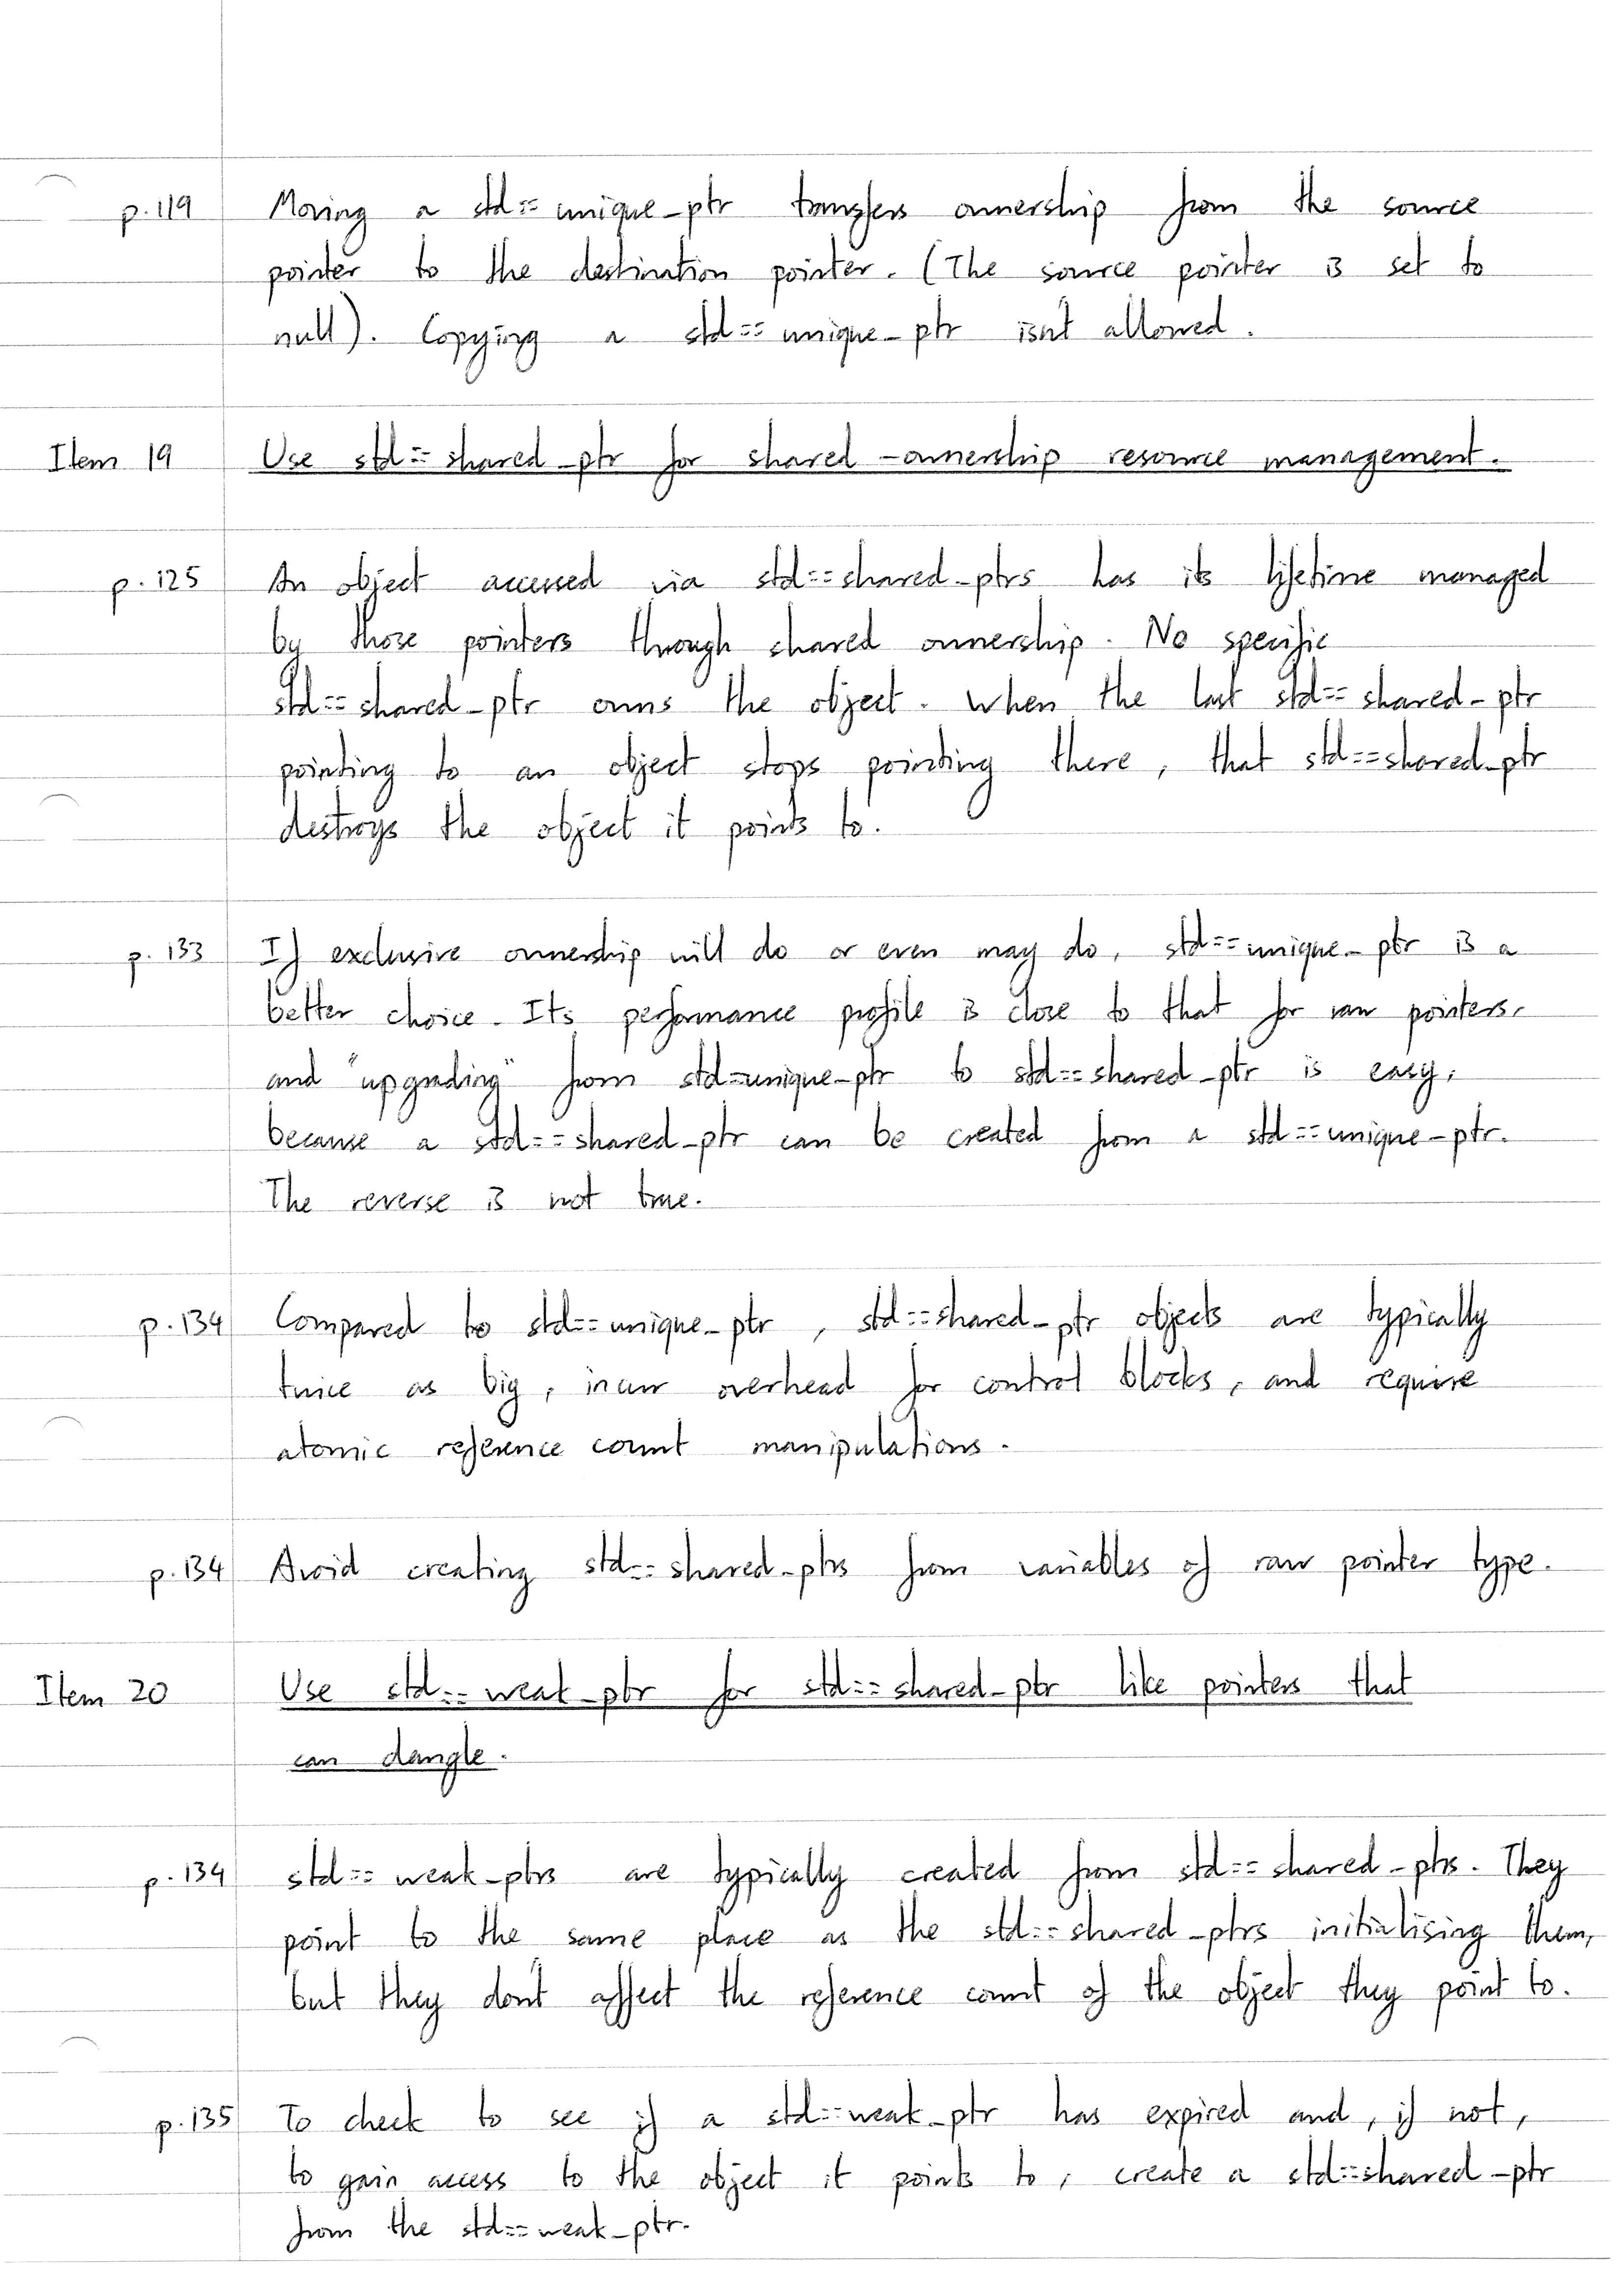 p.119 Moving a std::unique_ptr transfers ownership from the source
pointer to the destination pointer. (The source pointer is set to
null). Copying a std::unique_ptr isn't allowed.
Item 19 Use std::shared_ptr for shared-ownership resource management.
p.125 An object accessed via std::shared_ptrs has its lifetime managed
by those pointers through shared ownership. No specific
std::shared_ptr owns the object. When the last std::shared_ptr
pointing to an object stops pointing there, that std::shared_ptr
destroys the object it points to.
p.133 If exclusive ownership will do or even may do, std::unique_ptr is a
better choice. Its performance profile is close to that for raw pointers,
and "upgrading" from std::unique_ptr to std::shared_ptr is easy,
because a std::shared_ptr can be created from a std::unique_ptr.
The reverse is not true.
p.134 Compared to std::unique_ptr, std::shared_ptr objects are typically
twice as big, incur overhead for control blocks, and require
atomic reference count manipulations.
p.134 Avoid creating std::shared_ptrs from variables of raw pointer type.
Item 20 Use std::weak_ptr for std::shared_ptr like pointers that
can dangle.
p.134 std::weak_ptrs are typically created from std::shared_ptrs. They
point to the same place as the std::shared_ptrs initialising them,
but they don't affect the reference count of the object they point to.
p.135 To check to see if a std::weak_ptr has expired and, if not,
to gain access to the object it points to, create a std::shared_ptr
from the std::weak_ptr.